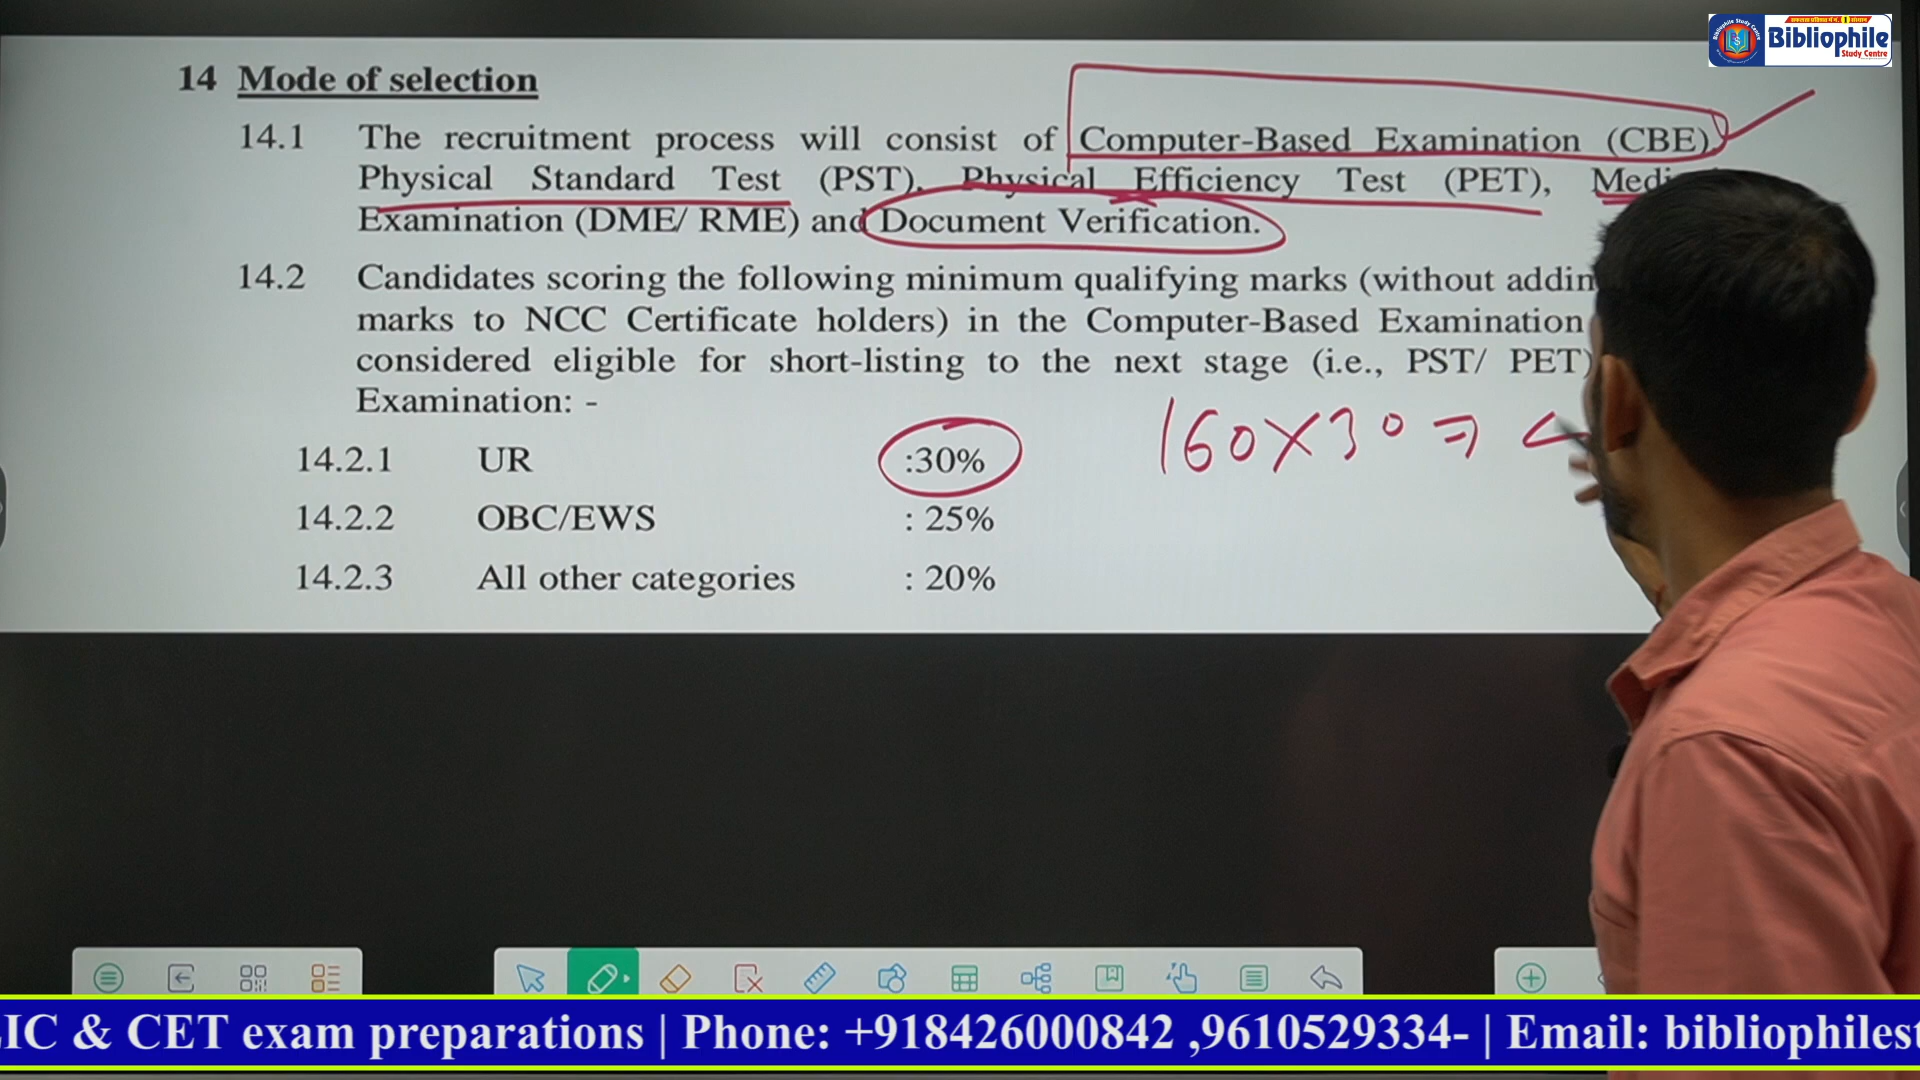 Bibliophile
Study Centre
14 Mode of selection
14.1 The recruitment process will consist of Computer-Based Examination (CBE),
Physical Standard Test (PST), Physical Efficiency Test (PET),
Examination (DME/ RME) and Document Verification.
14.2 Candidates scoring the following minimum qualifying marks (without
marks to NCC Certificate holders) in the Computer-Based Examination
considered eligible for short-listing to the next stage (i.e., PST/ PET)
Examination: -
160X30 ⇒
14.2.1 UR :30%
14.2.2 OBC/EWS : 25%
14.2.3 All other categories : 20%
IC & CET exam preparations | Phone: +918426000842 ,9610529334- | Email: bibliophilest